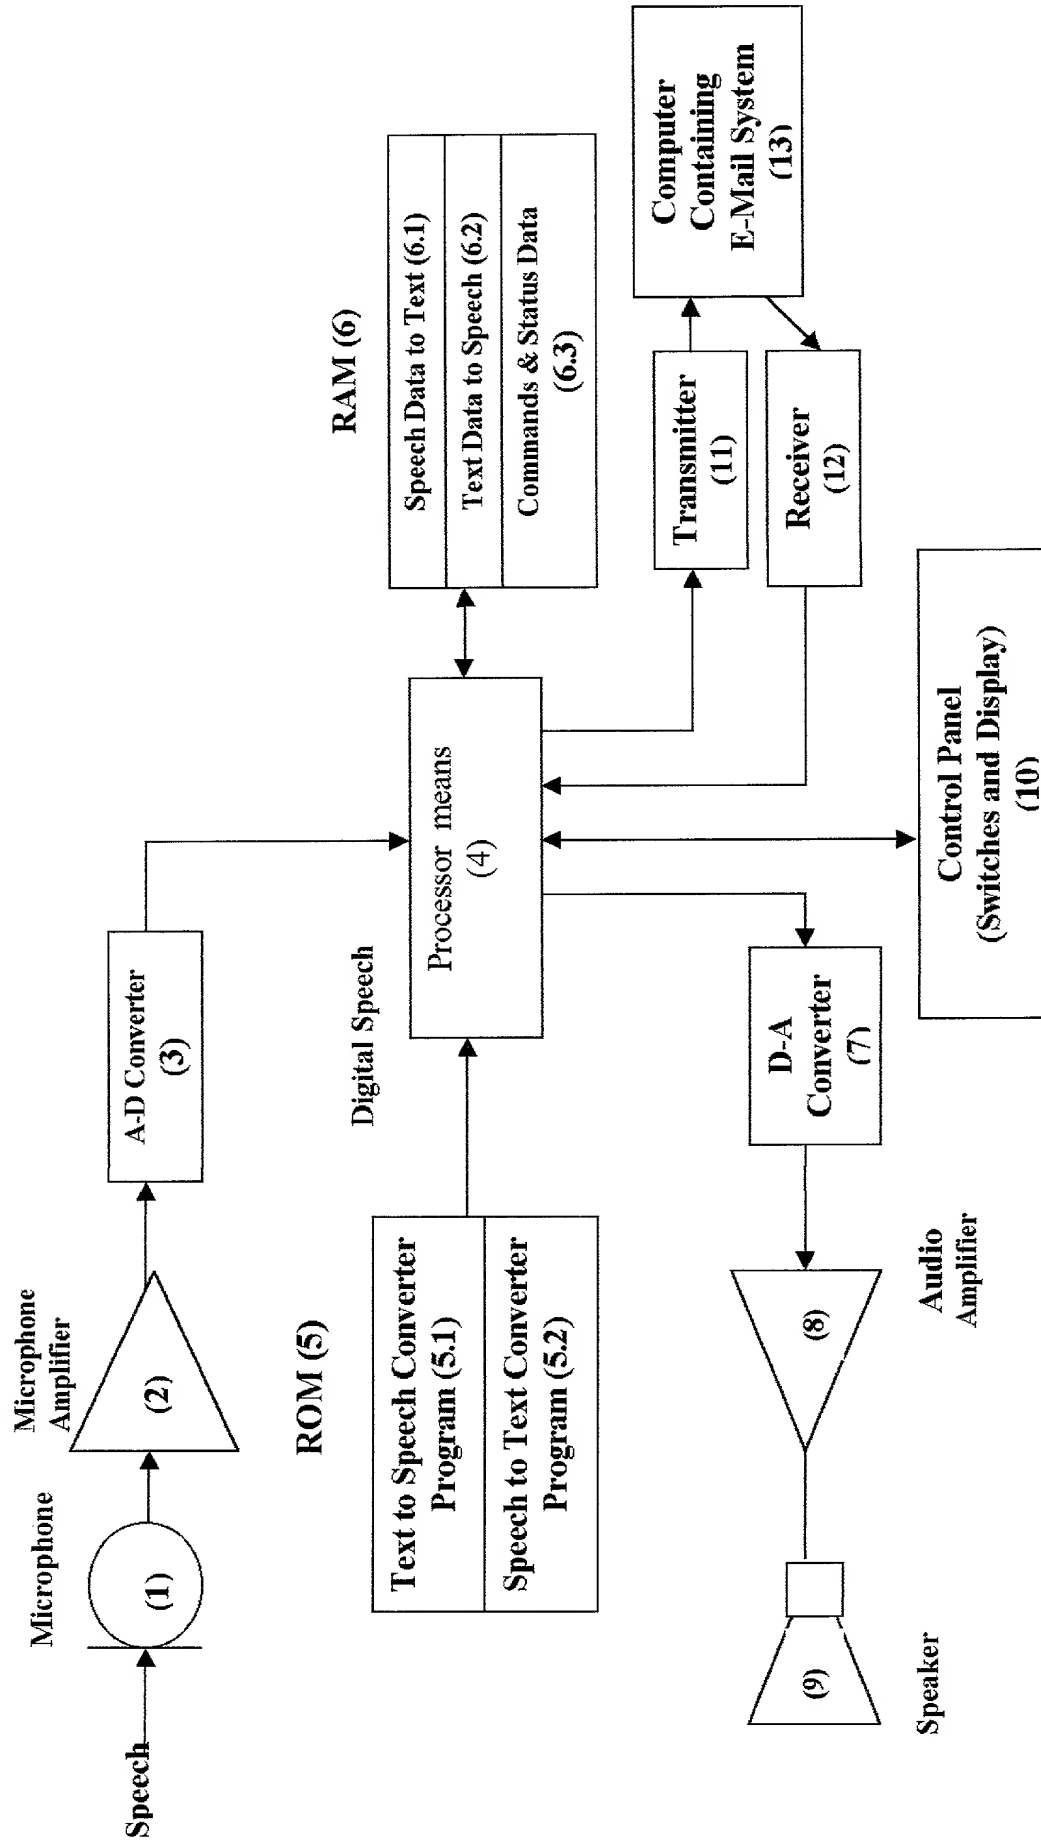 Speech
Microphone
(1)
Microphone
Amplifier
(2)
A-D Converter
(3)
ROM (5)
Text to Speech Converter
Program (5.1)
Speech to Text Converter
Program (5.2)
Digital Speech
Processor means
(4)
RAM (6)
Speech Data to Text (6.1)
Text Data to Speech (6.2)
Commands & Status Data
(6.3)
Transmitter
(11)
Receiver
(12)
Computer
Containing
E-Mail System
(13)
Speaker
(9)
(8)
Audio
Amplifier
D-A
Converter
(7)
Control Panel
(Switches and Display)
(10)